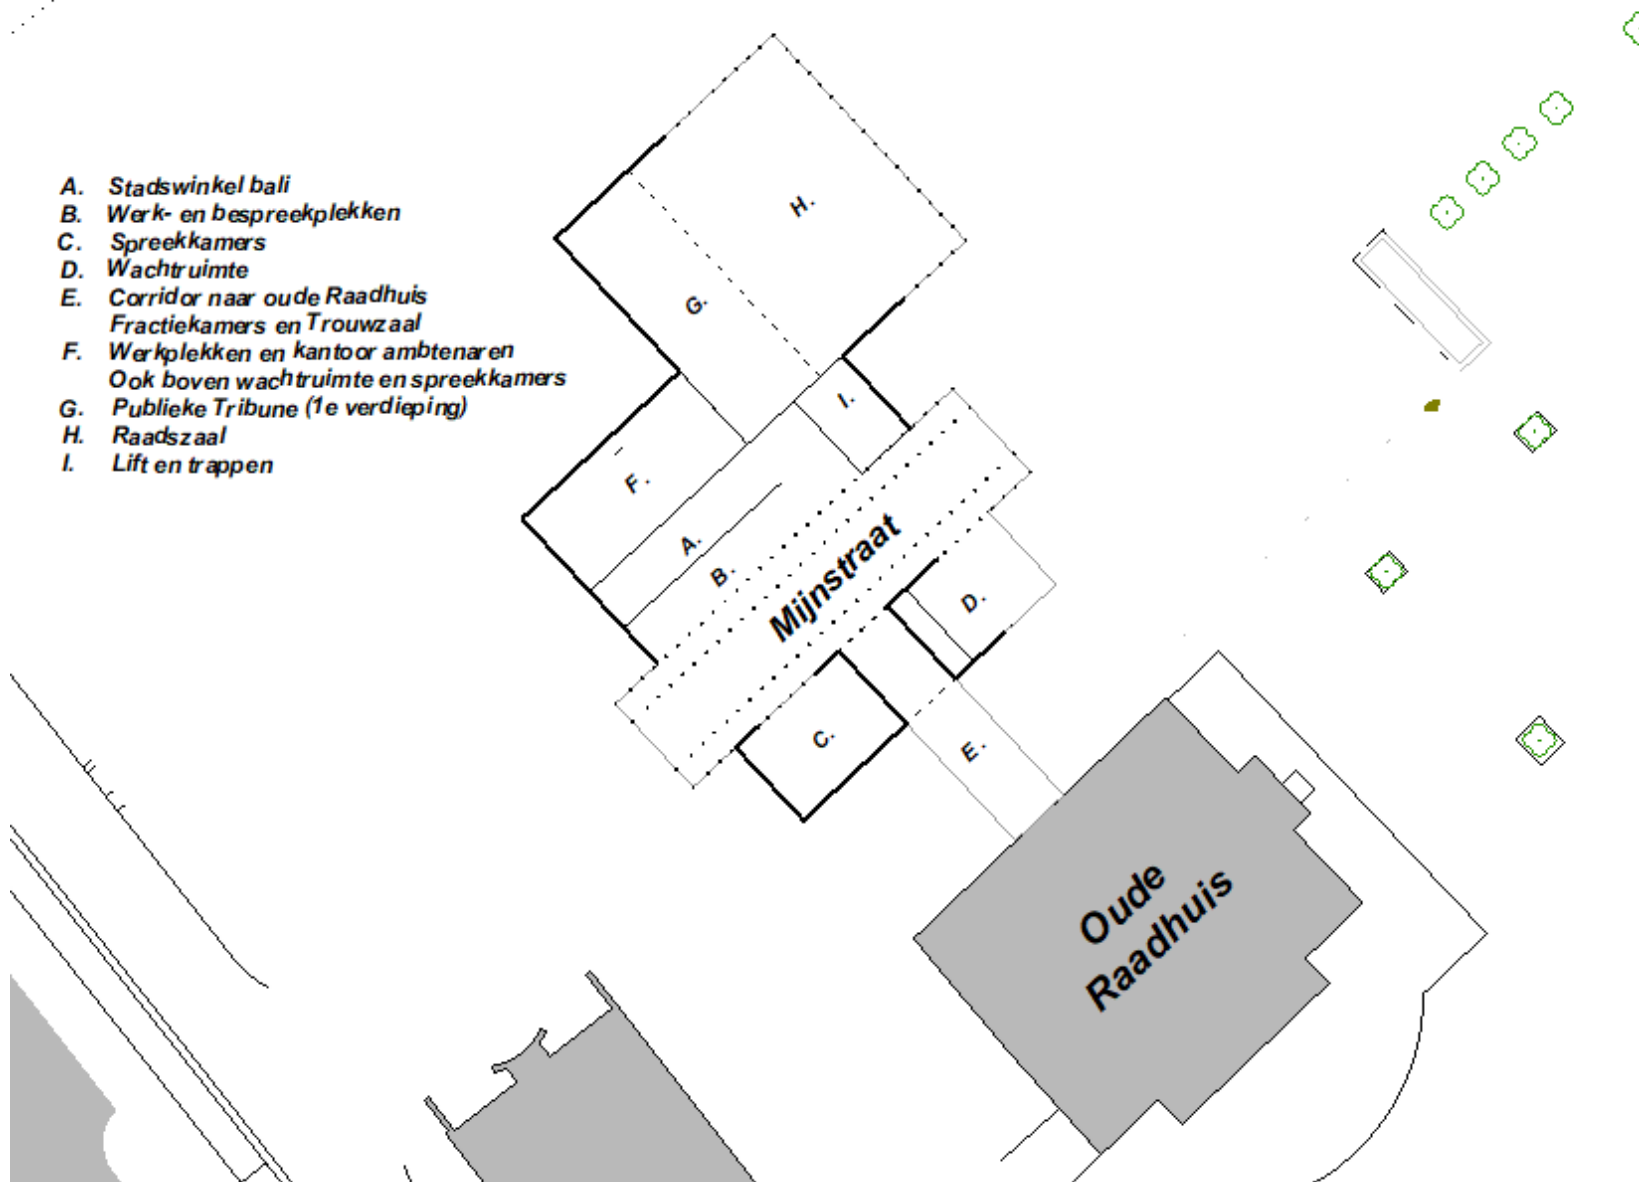 A. Stadswinkel bali
B. Werk- en bespreekplekken
C. Spreekkamers
D. Wachtruimte
E. Corridor naar oude Raadhuis
Fractiekamers en Trouwzaal
F. Werkplekken en kantoor ambtenaren
Ook boven wachtruimte en spreekkamers
G. Publieke Tribune (1e verdieping)
H. Raadszaal
I. Lift en trappen
H.
G.
I.
F.
A.
B.
Mijnstraat
D.
C.
E.
Oude
Raadhuis